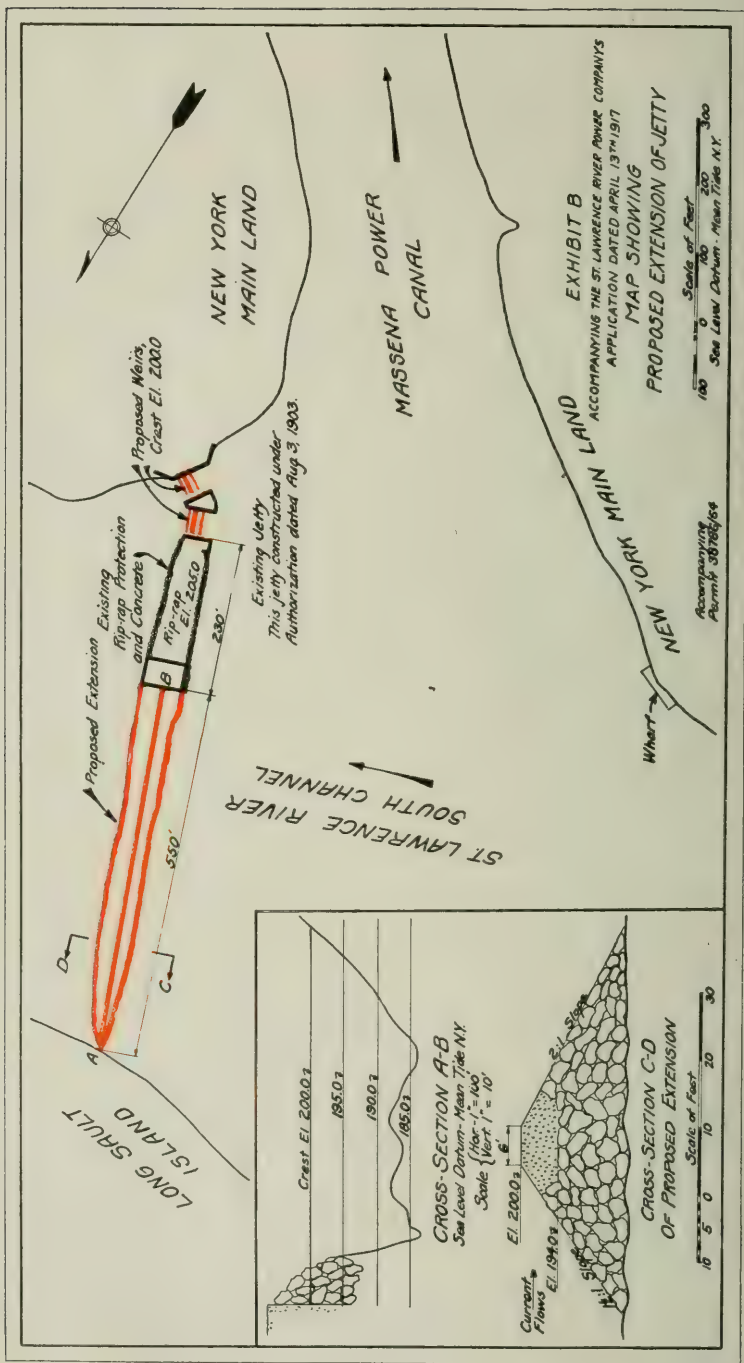 LONG SAULT
ISLAND
A
D
C
B
Proposed Extension
Existing
Rip-rap Protection
and Concrete
Rip-rap
El. 205.0
550'
230'
Proposed Weirs,
Crest El. 200.0
Existing Jetty
This jetty constructed under
Authorization dated Aug 3, 1903.
NEW YORK
MAIN LAND
MASSENA POWER
CANAL
ST. LAWRENCE RIVER
SOUTH CHANNEL
Wharf
NEW YORK MAIN LAND
EXHIBIT B
ACCOMPANYING THE ST. LAWRENCE RIVER POWER COMPANYS
APPLICATION DATED APRIL 13TH 1917
MAP SHOWING
PROPOSED EXTENSION OF JETTY
Scale of Feet
100 0 100 200 300
Sea Level Datum - Mean Tide N.Y.
Accompanying
Permit
Crest El. 200.0
195.0
190.0
185.0
CROSS-SECTION A-B
Sea Level Datum - Mean Tide N.Y.
Scale { Hor - 1" = 100'
Vert 1" = 10'
El. 200.0
6'
Current
Flows
El. 194.0
Slope
Slope
CROSS-SECTION C-D
OF PROPOSED EXTENSION
Scale of Feet
10 5 0 10 20 30